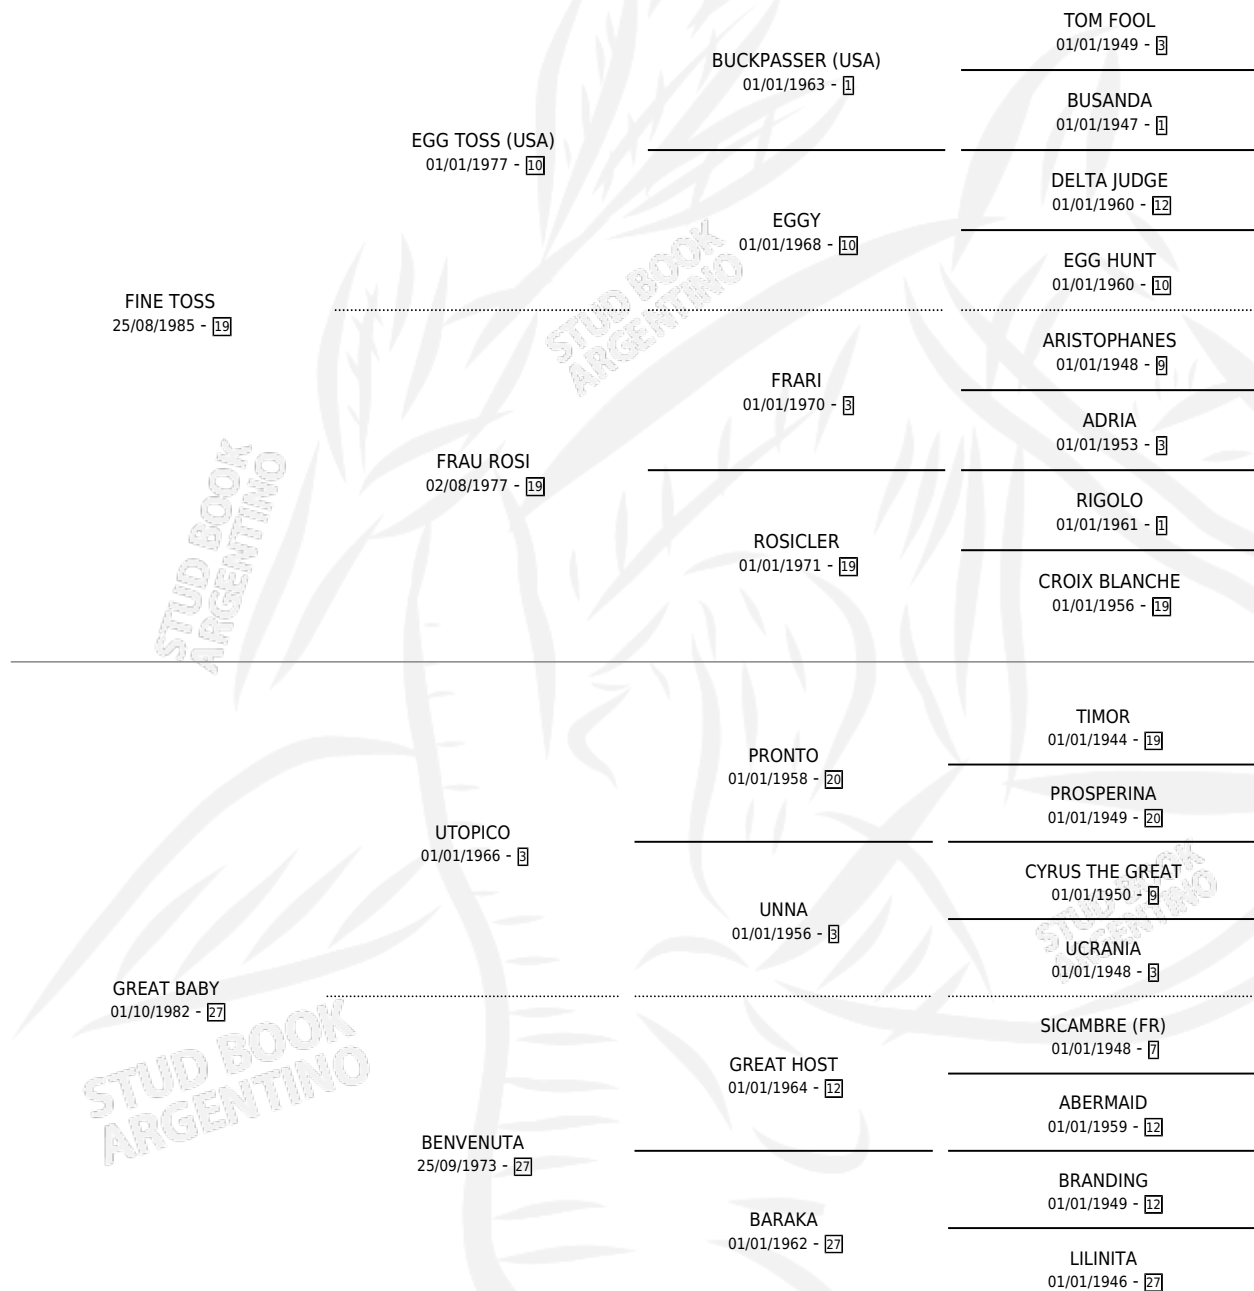 TOM FOOL
01/01/1949 - 3
BUCKPASSER (USA)
01/01/1963 - 1
BUSANDA
01/01/1947 - 1
EGG TOSS (USA)
01/01/1977 - 10
DELTA JUDGE
01/01/1960 - 12
EGGY
01/01/1968 - 10
EGG HUNT
01/01/1960 - 10
FINE TOSS
25/08/1985 - 19
ARISTOPHANES
01/01/1948 - 9
FRARI
01/01/1970 - 3
ADRIA
01/01/1953 - 3
FRAU ROSI
02/08/1977 - 19
RIGOLO
01/01/1961 - 1
ROSICLER
01/01/1971 - 19
CROIX BLANCHE
01/01/1956 - 19
TIMOR
01/01/1944 - 19
PRONTO
01/01/1958 - 20
PROSPERINA
01/01/1949 - 20
UTOPICO
01/01/1966 - 3
CYRUS THE GREAT
01/01/1950 - 9
UNNA
01/01/1956 - 3
UCRANIA
01/01/1948 - 3
GREAT BABY
01/10/1982 - 27
SICAMBRE (FR)
01/01/1948 - 7
GREAT HOST
01/01/1964 - 12
ABERMAID
01/01/1959 - 12
BENVENUTA
25/09/1973 - 27
BRANDING
01/01/1949 - 12
BARAKA
01/01/1962 - 27
LILINITA
01/01/1946 - 27
STUD BOOK
ARGENTINO
STUD BOOK
ARGENTINO
STUD BOOK
ARGENTINO
STUD BOOK
ARGENTINO